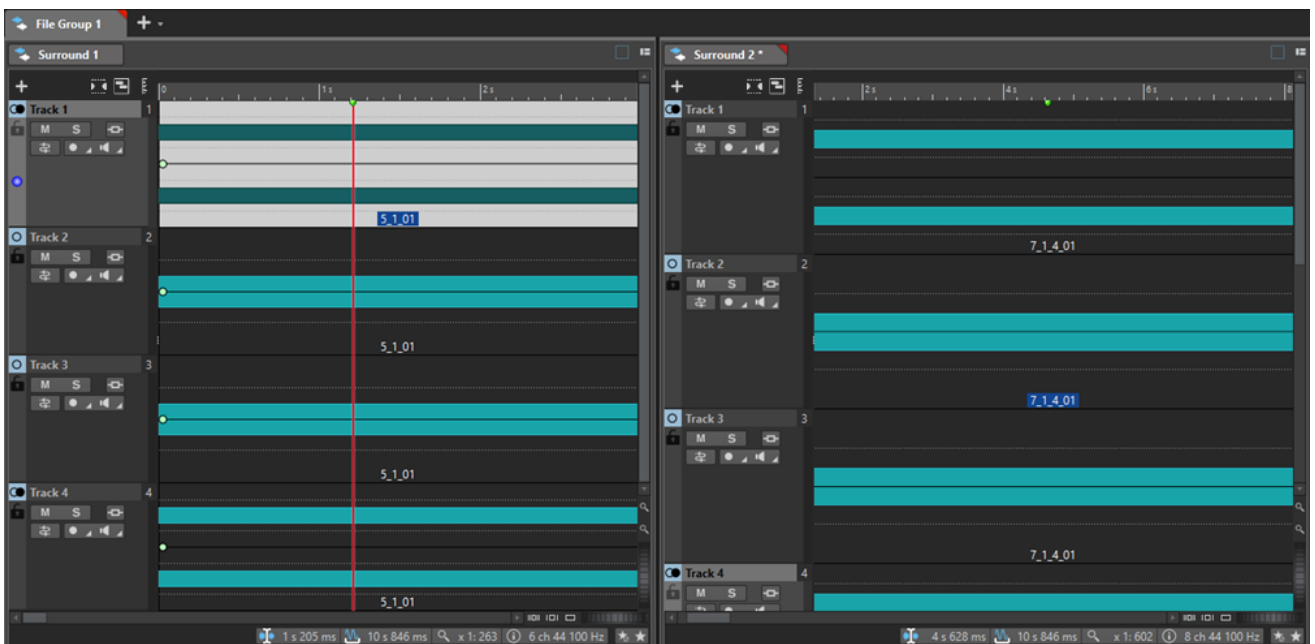 File Group 1
Surround 1
0 1 s 2 s
Track 1 1
M S
5_1_01
Track 2 2
M S
5_1_01
Track 3 3
M S
5_1_01
Track 4 4
M S
5_1_01
1 s 205 ms 10 s 846 ms x 1: 263 6 ch 44 100 Hz
Surround 2 *
2 s 4 s 6 s 8
Track 1 1
M S
7_1_4_01
Track 2 2
M S
7_1_4_01
Track 3 3
M S
7_1_4_01
Track 4 4
M S
4 s 628 ms 10 s 846 ms x 1: 602 8 ch 44 100 Hz